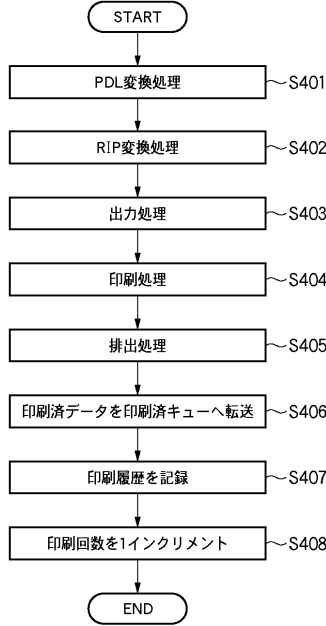 START
PDL変換処理
S401
RIP変換処理
S402
出力処理
S403
印刷処理
S404
排出処理
S405
印刷済データを印刷済キューへ転送
S406
印刷履歴を記録
S407
印刷回数を1インクリメント
S408
END